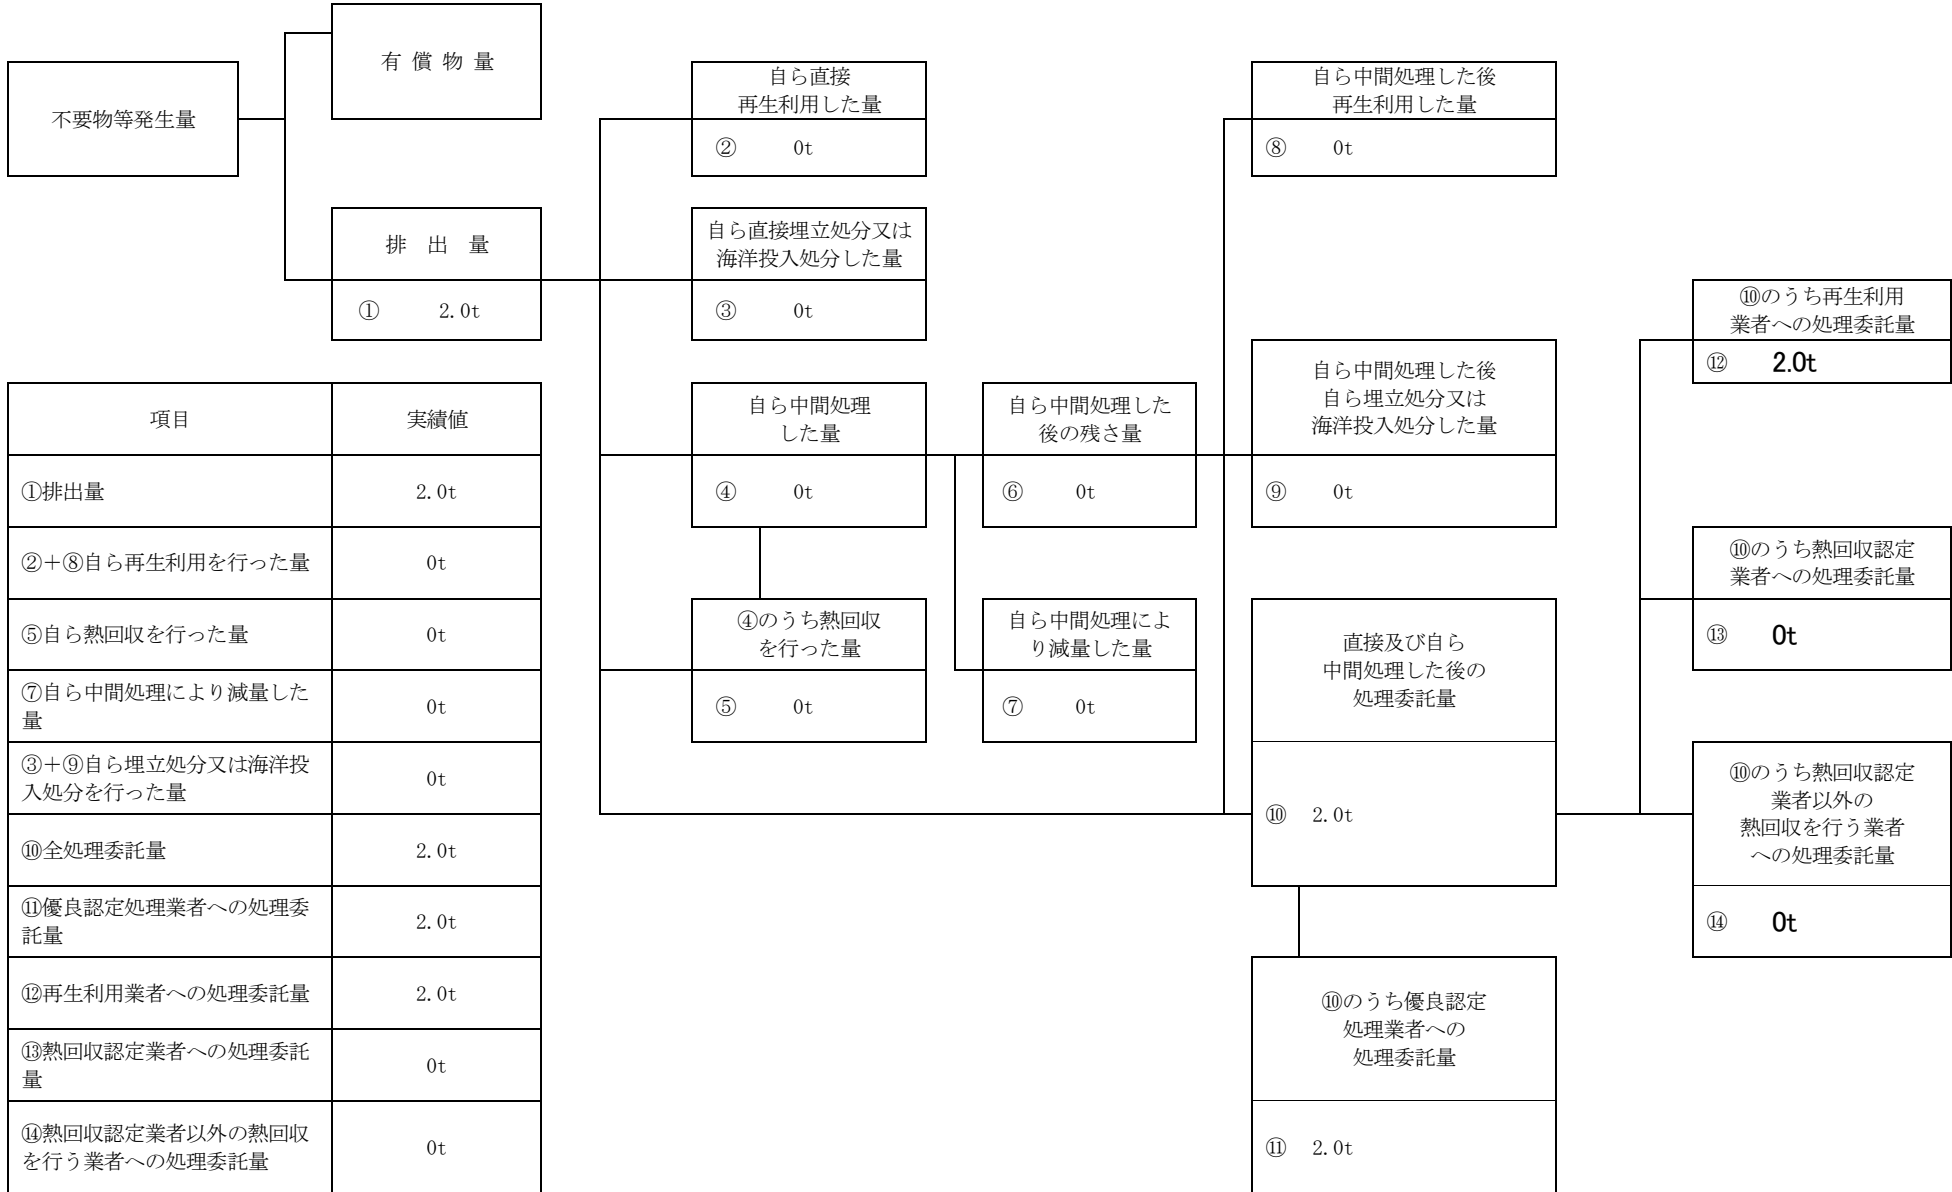 有 償 物 量
不要物等発生量
排 出 量
① 2.0t
自ら直接
再生利用した量
② 0t
自ら直接埋立処分又は
海洋投入処分した量
③ 0t
自ら中間処理
した量
④ 0t
④のうち熱回収
を行った量
⑤ 0t
自ら中間処理した
後の残さ量
⑥ 0t
自ら中間処理によ
り減量した量
⑦ 0t
自ら中間処理した後
再生利用した量
⑧ 0t
自ら中間処理した後
自ら埋立処分又は
海洋投入処分した量
⑨ 0t
直接及び自ら
中間処理した後の
処理委託量
⑩ 2.0t
⑩のうち優良認定
処理業者への
処理委託量
⑪ 2.0t
⑩のうち再生利用
業者への処理委託量
⑫ 2.0t
⑩のうち熱回収認定
業者への処理委託量
⑬ 0t
⑩のうち熱回収認定
業者以外の
熱回収を行う業者
への処理委託量
⑭ 0t
項目 実績値
①排出量 2.0t
②+⑧自ら再生利用を行った量 0t
⑤自ら熱回収を行った量 0t
⑦自ら中間処理により減量した
量 0t
③+⑨自ら埋立処分又は海洋投
入処分を行った量 0t
⑩全処理委託量 2.0t
⑪優良認定処理業者への処理委
託量 2.0t
⑫再生利用業者への処理委託量 2.0t
⑬熱回収認定業者への処理委託
量 0t
⑭熱回収認定業者以外の熱回収
を行う業者への処理委託量 0t